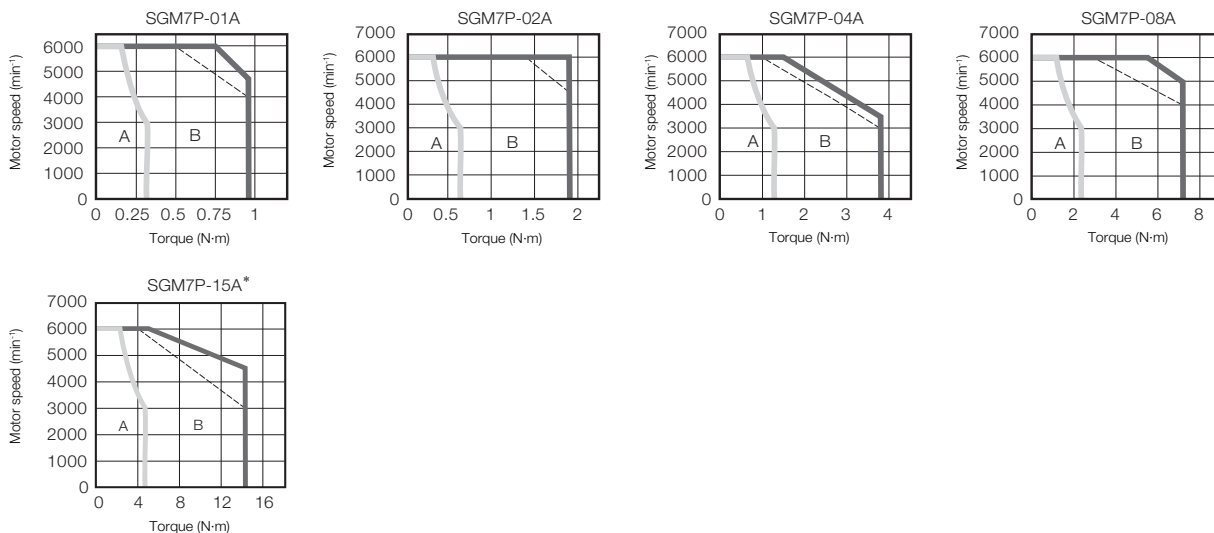 SGM7P-01A
Motor speed (min-1)
6000
5000
4000
3000
2000
1000
0
A
B
0 0.25 0.5 0.75 1
Torque (N·m)
SGM7P-02A
Motor speed (min-1)
7000
6000
5000
4000
3000
2000
1000
0
A
B
0 0.5 1 1.5 2
Torque (N·m)
SGM7P-04A
Motor speed (min-1)
7000
6000
5000
4000
3000
2000
1000
0
A
B
0 1 2 3 4
Torque (N·m)
SGM7P-08A
Motor speed (min-1)
7000
6000
5000
4000
3000
2000
1000
0
A
B
0 2 4 6 8
Torque (N·m)
SGM7P-15A*
Motor speed (min-1)
7000
6000
5000
4000
3000
2000
1000
0
A
B
0 4 8 12 16
Torque (N·m)